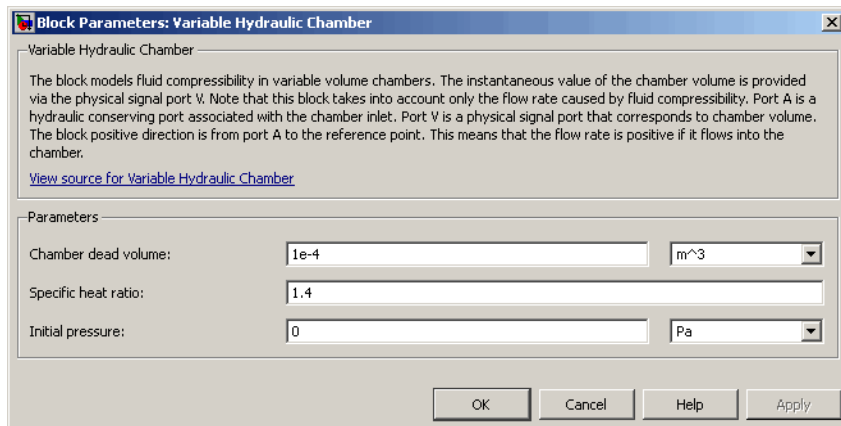 Block Parameters: Variable Hydraulic Chamber
Variable Hydraulic Chamber
The block models fluid compressibility in variable volume chambers. The instantaneous value of the chamber volume is provided
via the physical signal port V. Note that this block takes into account only the flow rate caused by fluid compressibility. Port A is a
hydraulic conserving port associated with the chamber inlet. Port V is a physical signal port that corresponds to chamber volume.
The block positive direction is from port A to the reference point. This means that the flow rate is positive if it flows into the
chamber.
View source for Variable Hydraulic Chamber
Parameters
Chamber dead volume: 1e-4 m^3
Specific heat ratio: 1.4
Initial pressure: 0 Pa
OK Cancel Help Apply